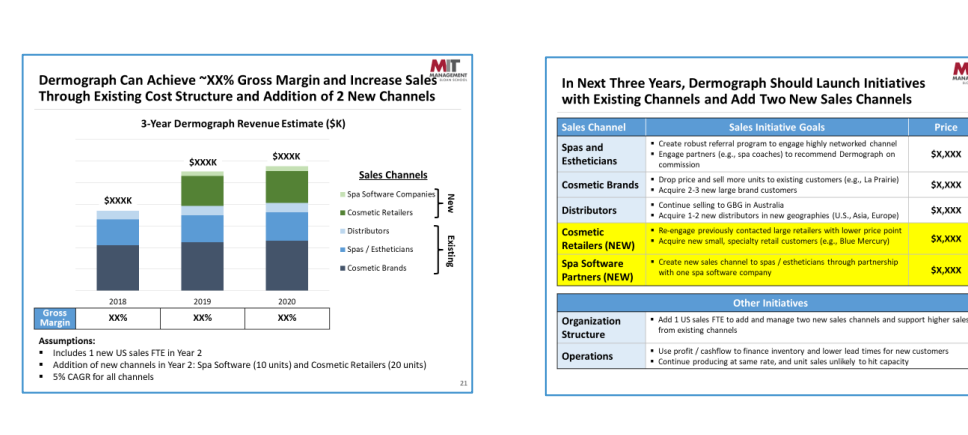 MIT
MANAGEMENT
Dermograph Can Achieve ~XX% Gross Margin and Increase Sales
Through Existing Cost Structure and Addition of 2 New Channels
3-Year Dermograph Revenue Estimate ($K)
$XXXK
$XXXK
$XXXK
Sales Channels
Spa Software Companies
Cosmetic Retailers
Distributors
Spas / Estheticians
Cosmetic Brands
New
Existing
2018
2019
2020
Gross
Margin
XX%
XX%
XX%
Assumptions:
▪ Includes 1 new US sales FTE in Year 2
▪ Addition of new channels in Year 2: Spa Software (10 units) and Cosmetic Retailers (20 units)
▪ 5% CAGR for all channels
21
In Next Three Years, Dermograph Should Launch Initiatives
with Existing Channels and Add Two New Sales Channels
Sales Channel
Sales Initiative Goals
Price
Spas and
Estheticians
▪ Create robust referral program to engage highly networked channel
▪ Engage partners (e.g., spa coaches) to recommend Dermograph on
commission
$X,XXX
Cosmetic Brands
▪ Drop price and sell more units to existing customers (e.g., La Prairie)
▪ Acquire 2-3 new large brand customers
$X,XXX
Distributors
▪ Continue selling to GBG in Australia
▪ Acquire 1-2 new distributors in new geographies (U.S., Asia, Europe)
$X,XXX
Cosmetic
Retailers (NEW)
▪ Re-engage previously contacted large retailers with lower price point
▪ Acquire new small, specialty retail customers (e.g., Blue Mercury)
$X,XXX
Spa Software
Partners (NEW)
▪ Create new sales channel to spas / estheticians through partnership
with one spa software company
$X,XXX
Other Initiatives
Organization
Structure
▪ Add 1 US sales FTE to add and manage two new sales channels and support higher sales
from existing channels
Operations
▪ Use profit / cashflow to finance inventory and lower lead times for new customers
▪ Continue producing at same rate, and unit sales unlikely to hit capacity